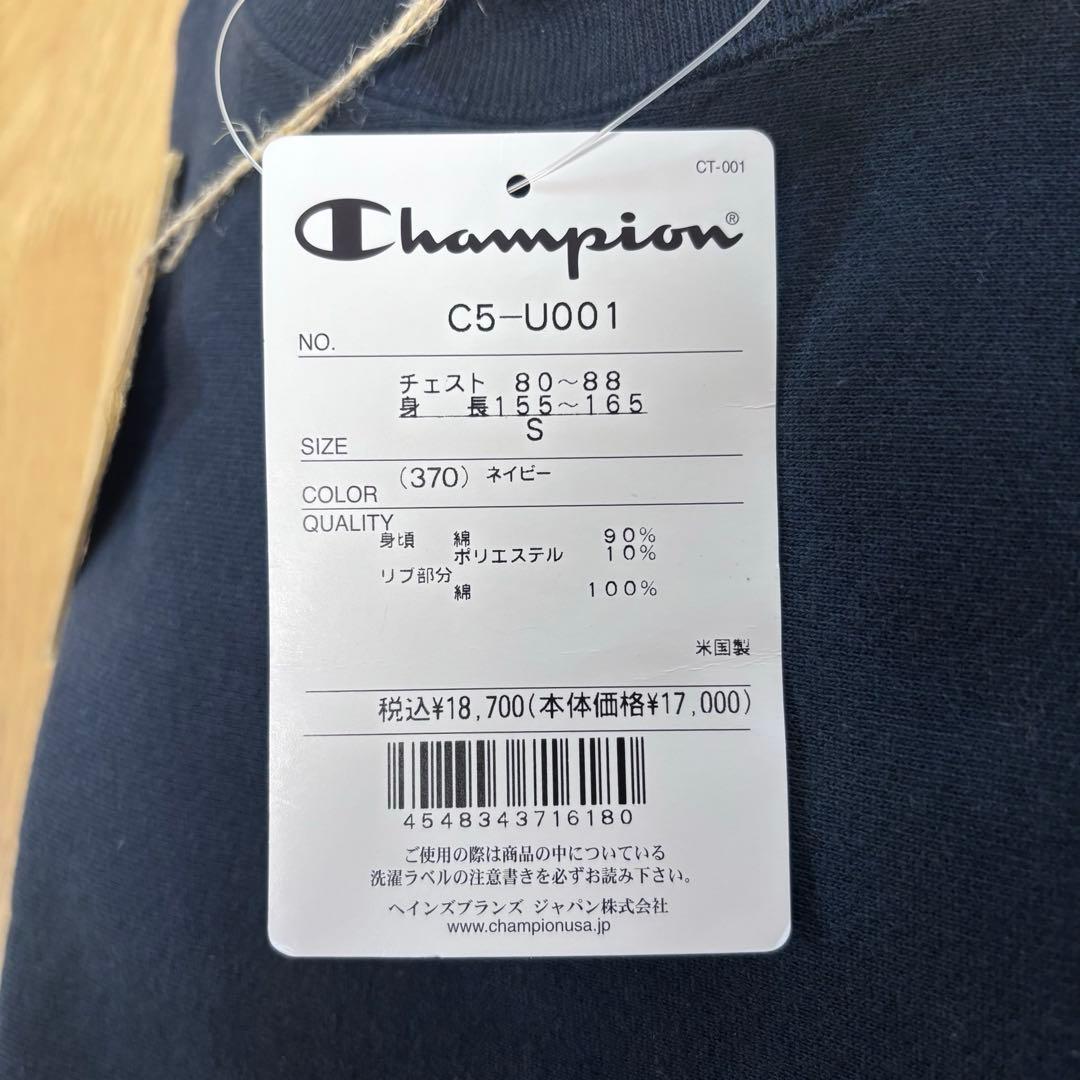 CT-001
Champion®
C5-U001
NO.
チェスト 80～88
身 長155～165
S
SIZE
(370) ネイビー
COLOR
QUALITY
身頃 綿 90%
ポリエステル 10%
リブ部分
綿 100%
米国製
税込¥18,700(本体価格¥17,000)
4548343716180
ご使用の際は商品の中についている
洗濯ラベルの注意書きを必ずお読み下さい。
ヘインズブランズ ジャパン株式会社
www.championusa.jp